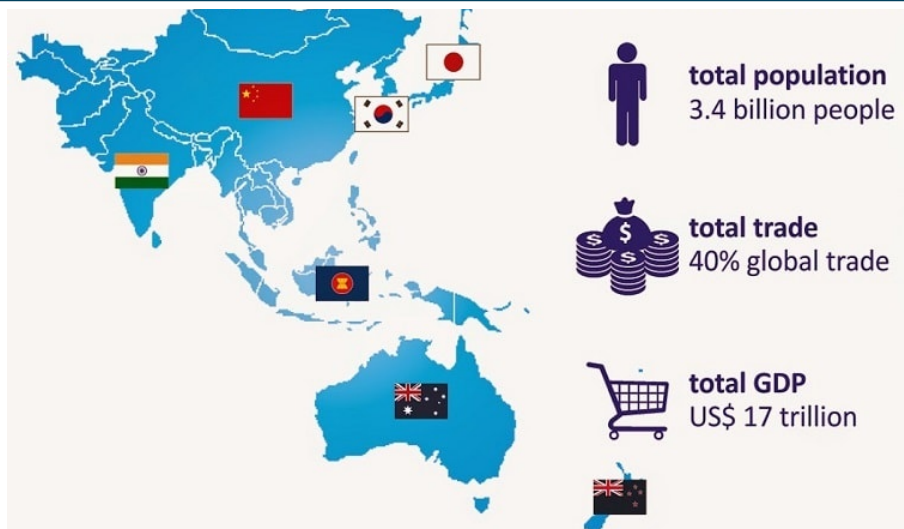 total population
3.4 billion people
total trade
40% global trade
total GDP
US$ 17 trillion